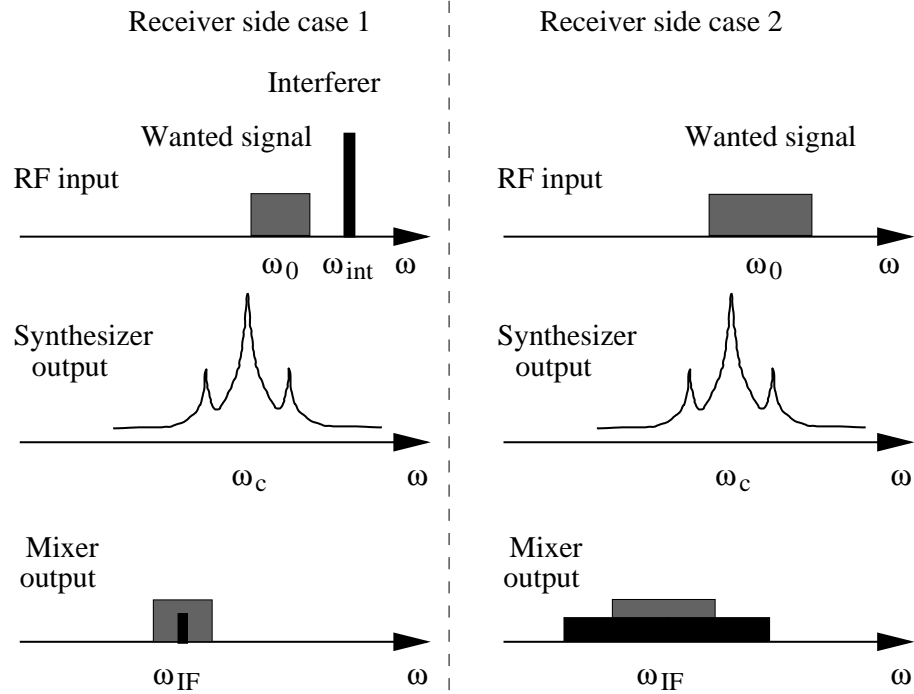 Receiver side case 1
Interferer
Wanted signal
RF input
ω0 ωint ω
Synthesizer
output
ωc ω
Mixer
output
ωIF ω
Receiver side case 2
Wanted signal
RF input
ω0 ω
Synthesizer
output
ωc ω
Mixer
output
ωIF ω